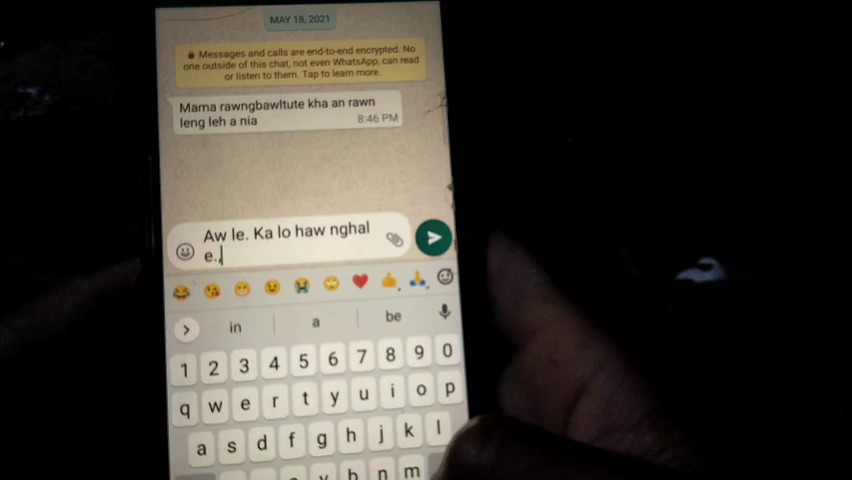 MAY 18, 2021
Messages and calls are end-to-end encrypted. No
one outside of this chat, not even WhatsApp, can read
or listen to them. Tap to learn more.
Mama rawngbawltute kha an rawn
leng leh a nia
8:46 PM
Aw le. Ka lo haw nghal
e.
in a be
1 2 3 4 5 6 7 8 9 0
q w e r t y u i o p
a s d f g h j k l
v b n m